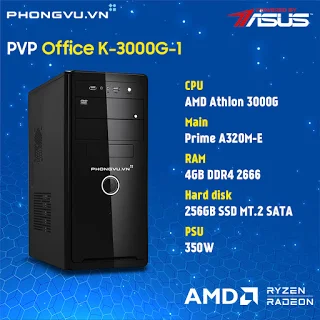 PHONGVU.VN
POWERED BY
ASUS
PVP Office K-3000G-1
CPU
AMD Athlon 3000G
Main
Prime A320M-E
RAM
4GB DDR4 2666
Hard disk
256GB SSD MT.2 SATA
PSU
350W
PHONGVU.VN
AMD RYZEN
RADEON